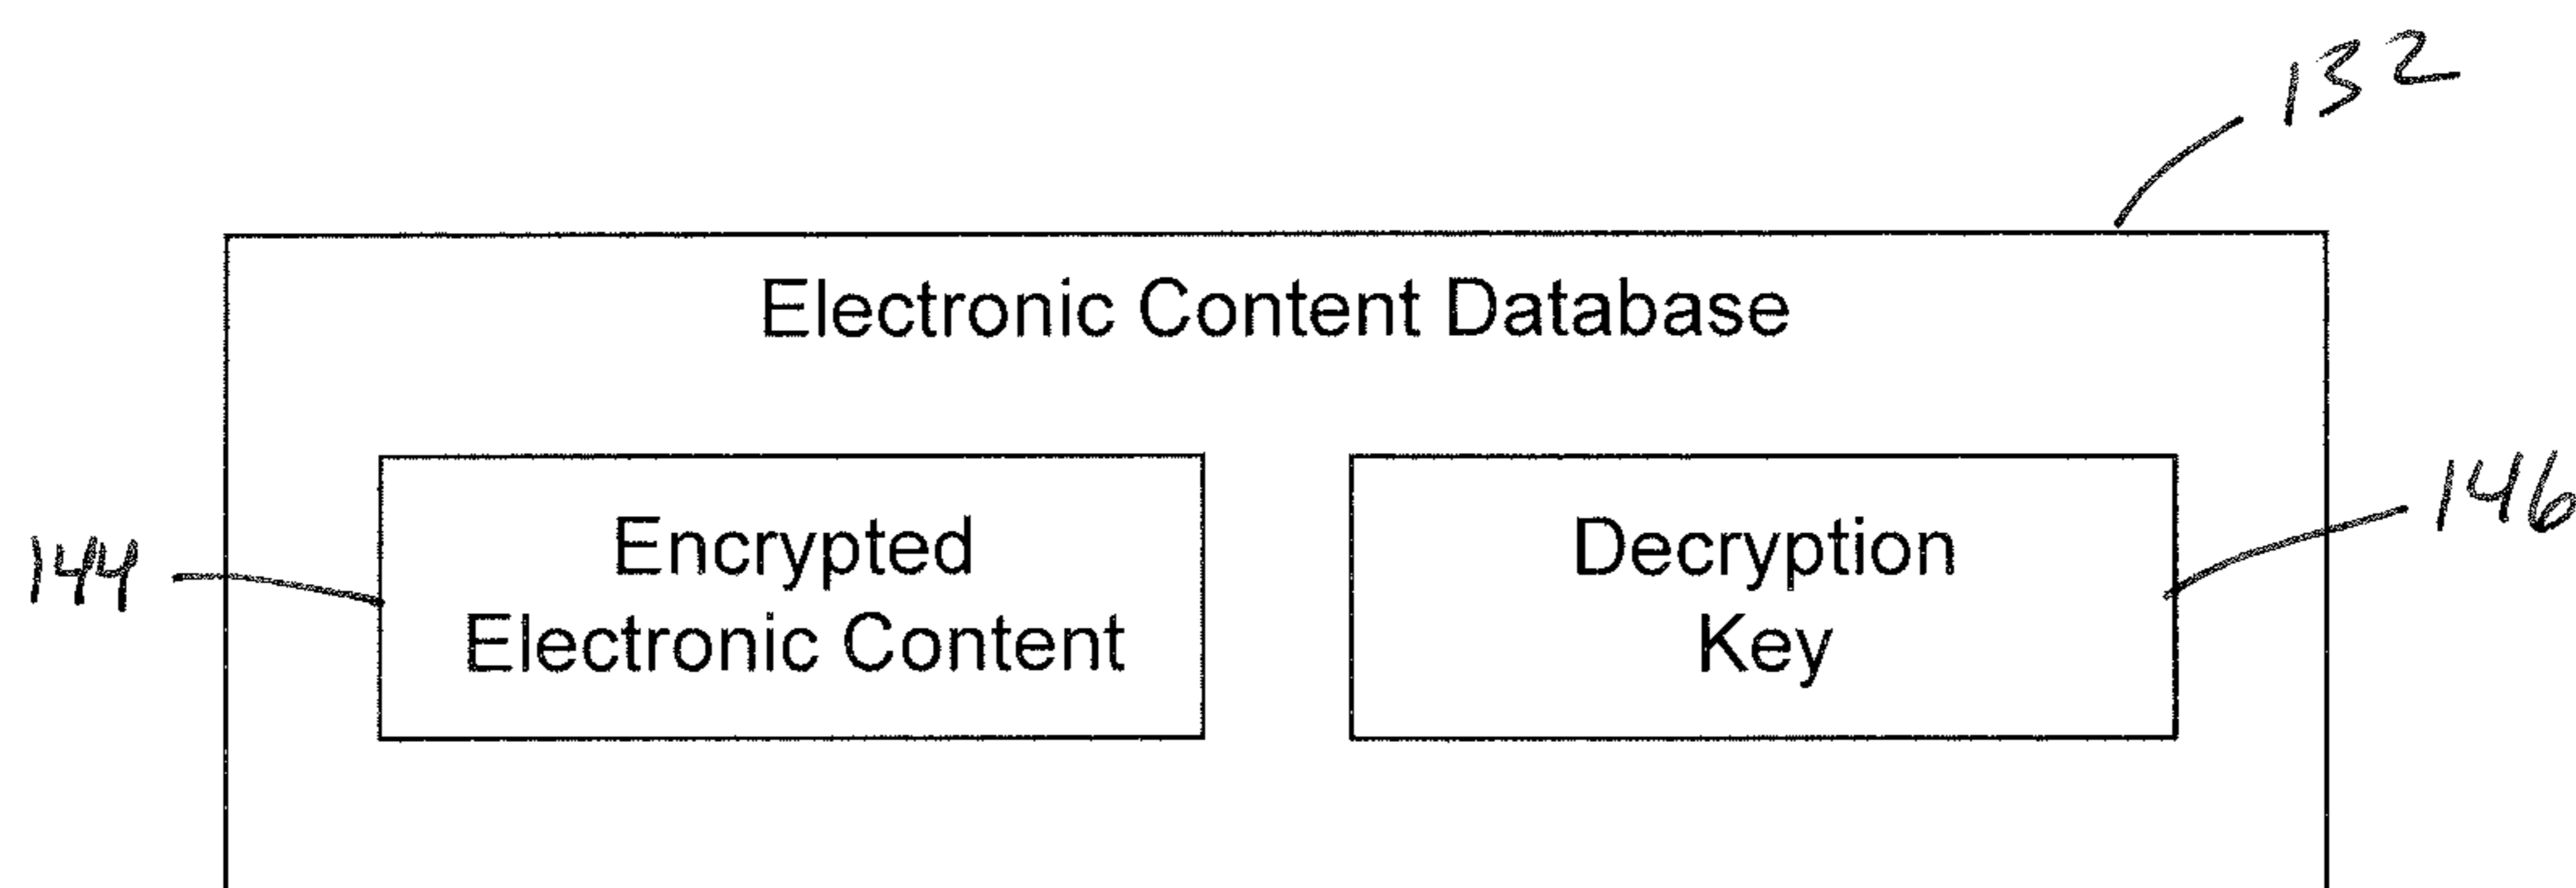 132
Electronic Content Database
144
Encrypted
Electronic Content
Decryption
Key
146